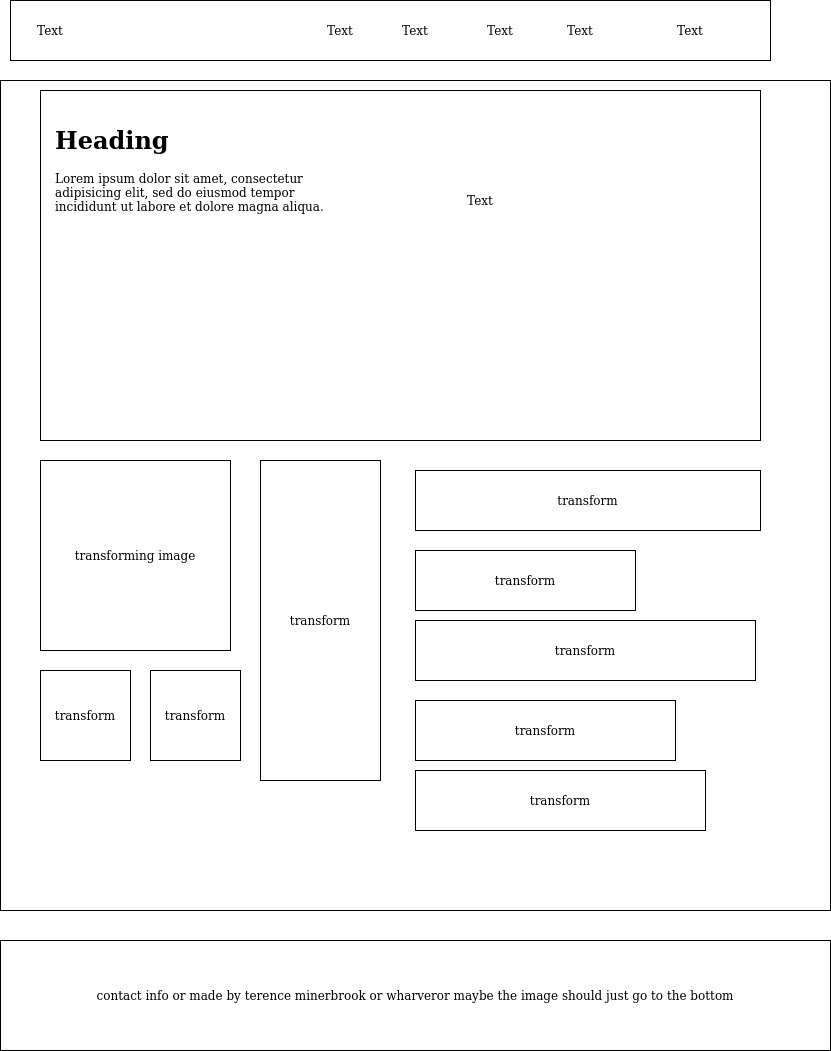 Text
Text
Text
Text
Text
Text
Heading
Lorem ipsum dolor sit amet, consectetur
adipisicing elit, sed do eiusmod tempor
incididunt ut labore et dolore magna aliqua.
Text
transforming image
transform
transform
transform
transform
transform
transform
transform
transform
contact info or made by terence minerbrook or wharveror maybe the image should just go to the bottom